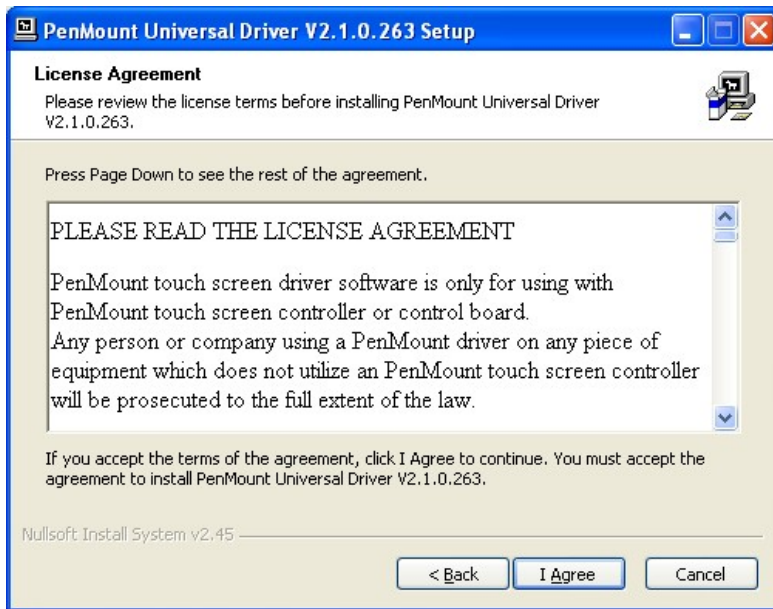 PenMount Universal Driver V2.1.0.263 Setup
License Agreement
Please review the license terms before installing PenMount Universal Driver
V2.1.0.263.
Press Page Down to see the rest of the agreement.
PLEASE READ THE LICENSE AGREEMENT
PenMount touch screen driver software is only for using with
PenMount touch screen controller or control board.
Any person or company using a PenMount driver on any piece of
equipment which does not utilize an PenMount touch screen controller
will be prosecuted to the full extent of the law.
If you accept the terms of the agreement, click I Agree to continue. You must accept the
agreement to install PenMount Universal Driver V2.1.0.263.
Nullsoft Install System v2.45
< Back
I Agree
Cancel